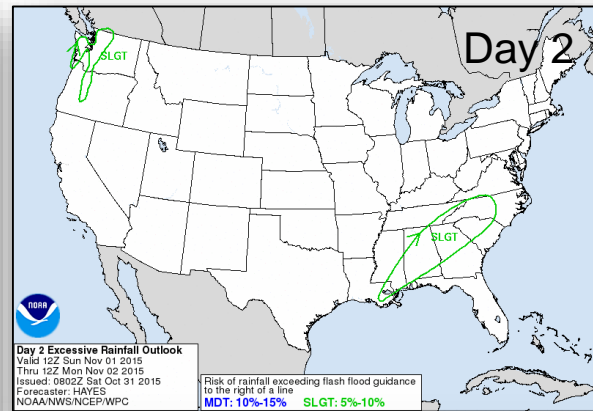 Day 2
SLGT
SLGT
NOAA
Day 2 Excessive Rainfall Outlook
Valid 12Z Sun Nov 01 2015
Thru 12Z Mon Nov 02 2015
Issued: 0802Z Sat Oct 31 2015
Forecaster: HAYES
NOAA/NWS/NCEP/WPC
Risk of rainfall exceeding flash flood guidance
to the right of a line
MDT: 10%-15% SLGT: 5%-10%